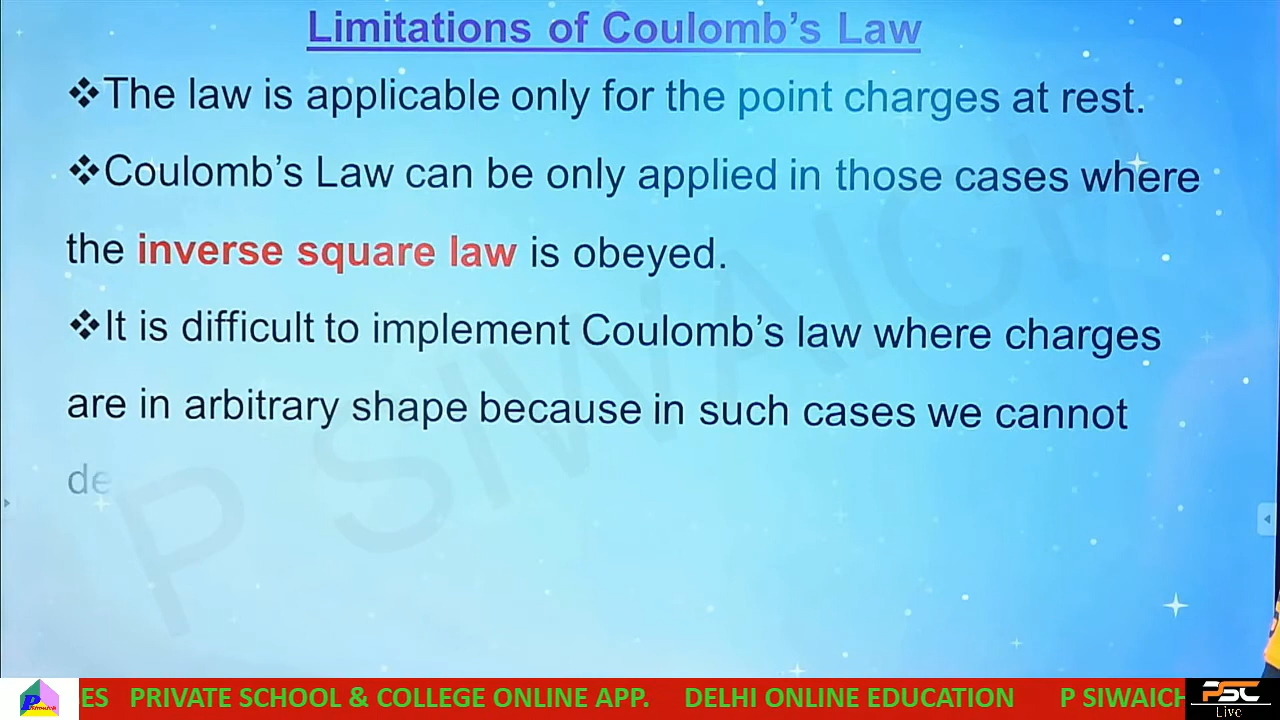 Limitations of Coulomb's Law
❖The law is applicable only for the point charges at rest.
❖Coulomb's Law can be only applied in those cases where
the inverse square law is obeyed.
❖It is difficult to implement Coulomb's law where charges
are in arbitrary shape because in such cases we cannot
de
P SIWAICH
ES PRIVATE SCHOOL & COLLEGE ONLINE APP. DELHI ONLINE EDUCATION P SIWAICH
PSC
Live